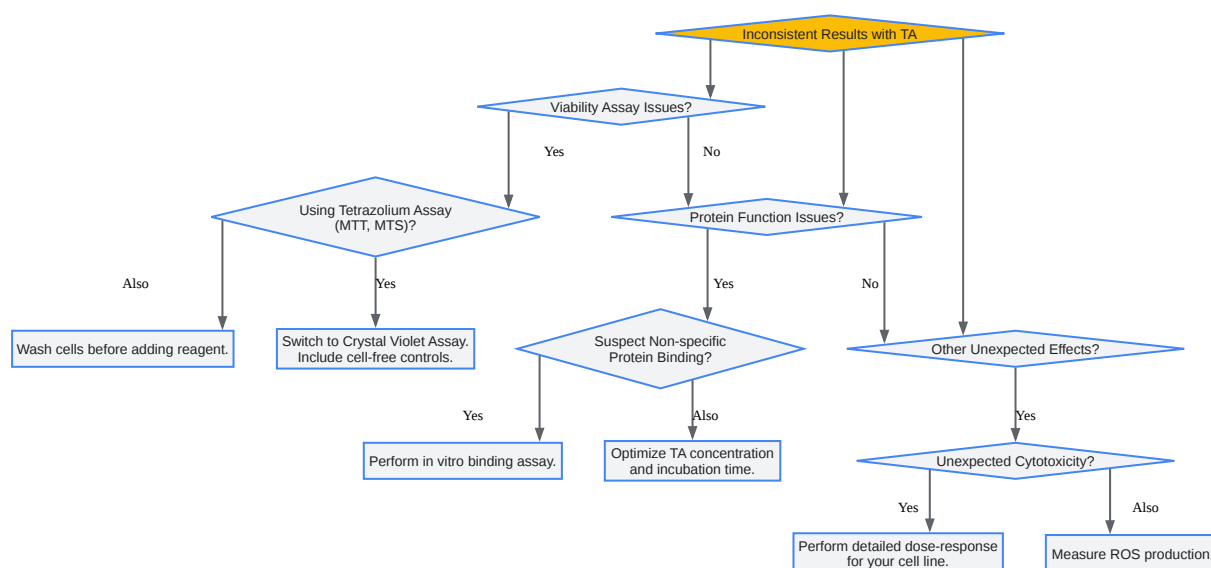 Inconsistent Results with TA
Viability Assay Issues?
Yes
No
Using Tetrazolium Assay
(MTT, MTS)?
Protein Function Issues?
Also
Yes
Yes
No
Wash cells before adding reagent.
Switch to Crystal Violet Assay.
Include cell-free controls.
Suspect Non-specific
Protein Binding?
Other Unexpected Effects?
Yes
Also
Yes
Perform in vitro binding assay.
Optimize TA concentration
and incubation time.
Unexpected Cytotoxicity?
Yes
Also
Perform detailed dose-response
for your cell line.
Measure ROS production.